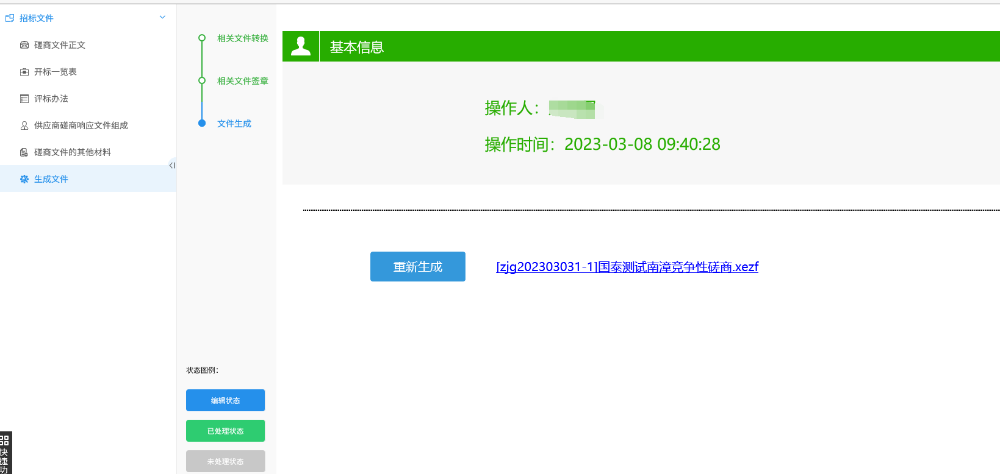 招标文件
磋商文件正文
开标一览表
评标办法
供应商磋商响应文件组成
磋商文件的其他材料
生成文件
相关文件转换
相关文件签章
文件生成
状态图例：
编辑状态
已处理状态
未处理状态
基本信息
操作人：
操作时间：2023-03-08 09:40:28
重新生成
[zjg202303031-1]国泰测试南漳竞争性磋商.xezf
快
捷
功